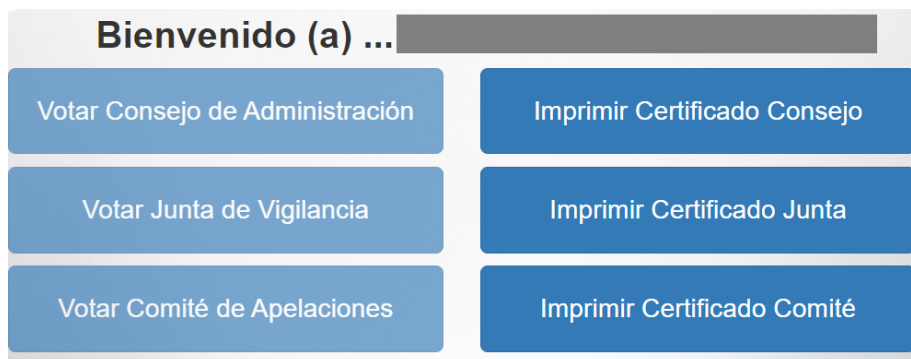 Bienvenido (a) ...
Votar Consejo de Administración
Imprimir Certificado Consejo
Votar Junta de Vigilancia
Imprimir Certificado Junta
Votar Comité de Apelaciones
Imprimir Certificado Comité